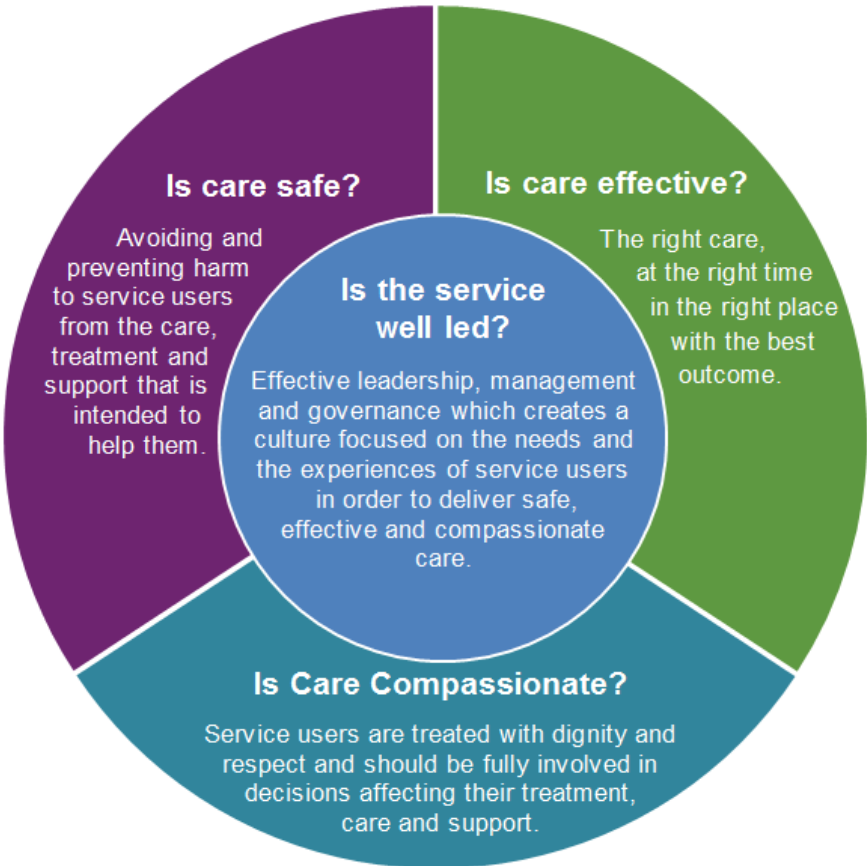 Is care safe?
Avoiding and
preventing harm
to service users
from the care,
treatment and
support that is
intended to
help them.
Is care effective?
The right care,
at the right time
in the right place
with the best
outcome.
Is the service
well led?
Effective leadership, management
and governance which creates a
culture focused on the needs and
the experiences of service users
in order to deliver safe,
effective and compassionate
care.
Is Care Compassionate?
Service users are treated with dignity and
respect and should be fully involved in
decisions affecting their treatment,
care and support.